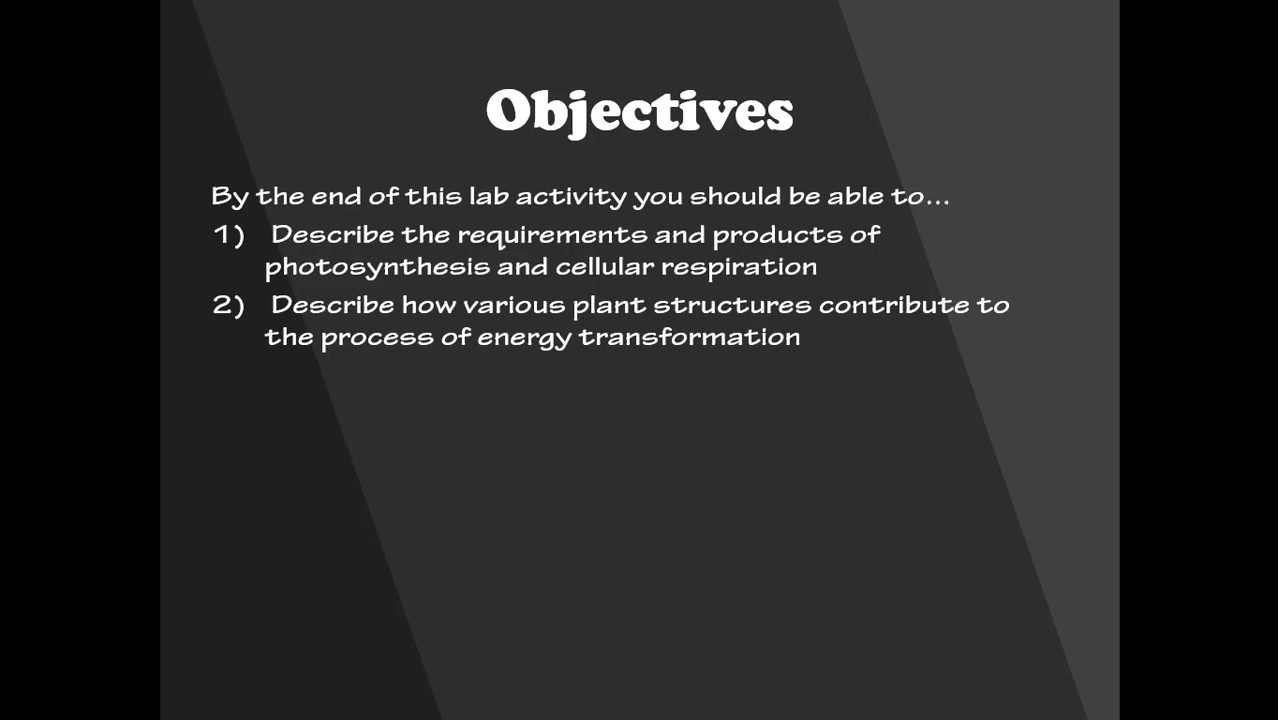 Objectives
By the end of this lab activity you should be able to...
1) Describe the requirements and products of
photosynthesis and cellular respiration
2) Describe how various plant structures contribute to
the process of energy transformation